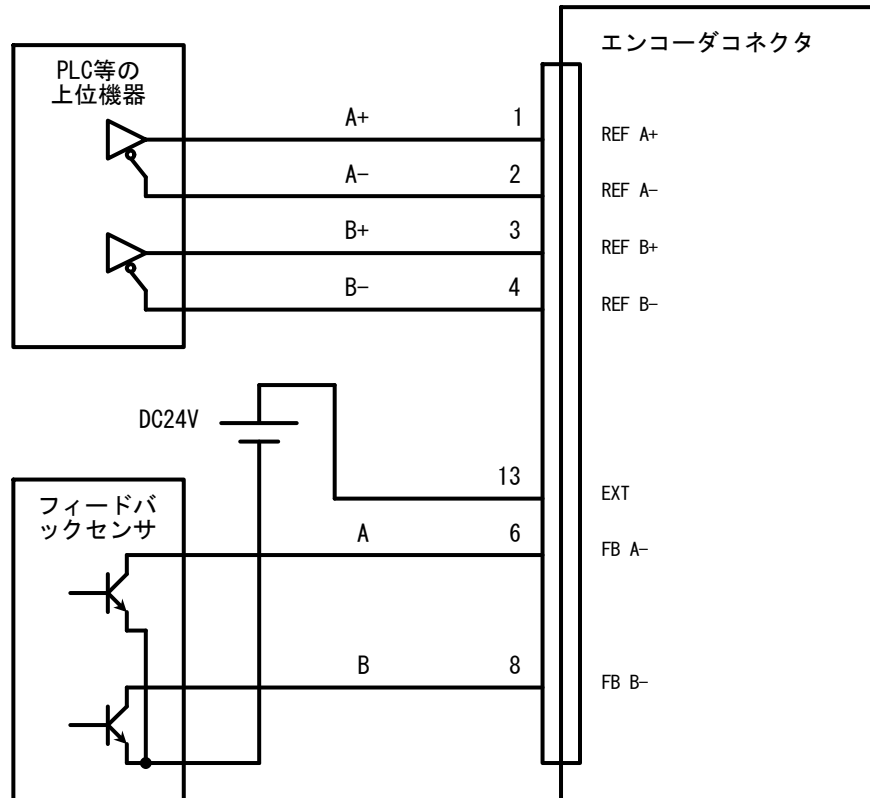 エンコーダコネクタ
PLC等の
上位機器
A+ 1 REF A+
A- 2 REF A-
B+ 3 REF B+
B- 4 REF B-
DC24V
13 EXT
フィードバ
ックセンサ
A 6 FB A-
B 8 FB B-